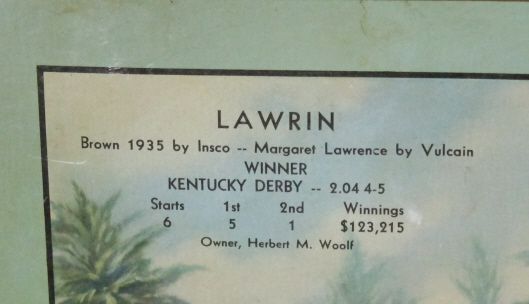 LAWRIN
Brown 1935 by Insco -- Margaret Lawrence by Vulcain
WINNER
KENTUCKY DERBY -- 2.04 4-5
Starts 1st 2nd Winnings
6 5 1 $123,215
Owner, Herbert M. Woolf